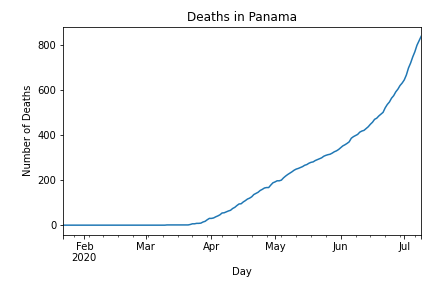 Deaths in Panama
Number of Deaths
800
600
400
200
0
Feb
2020
Mar
Apr
May
Jun
Jul
Day